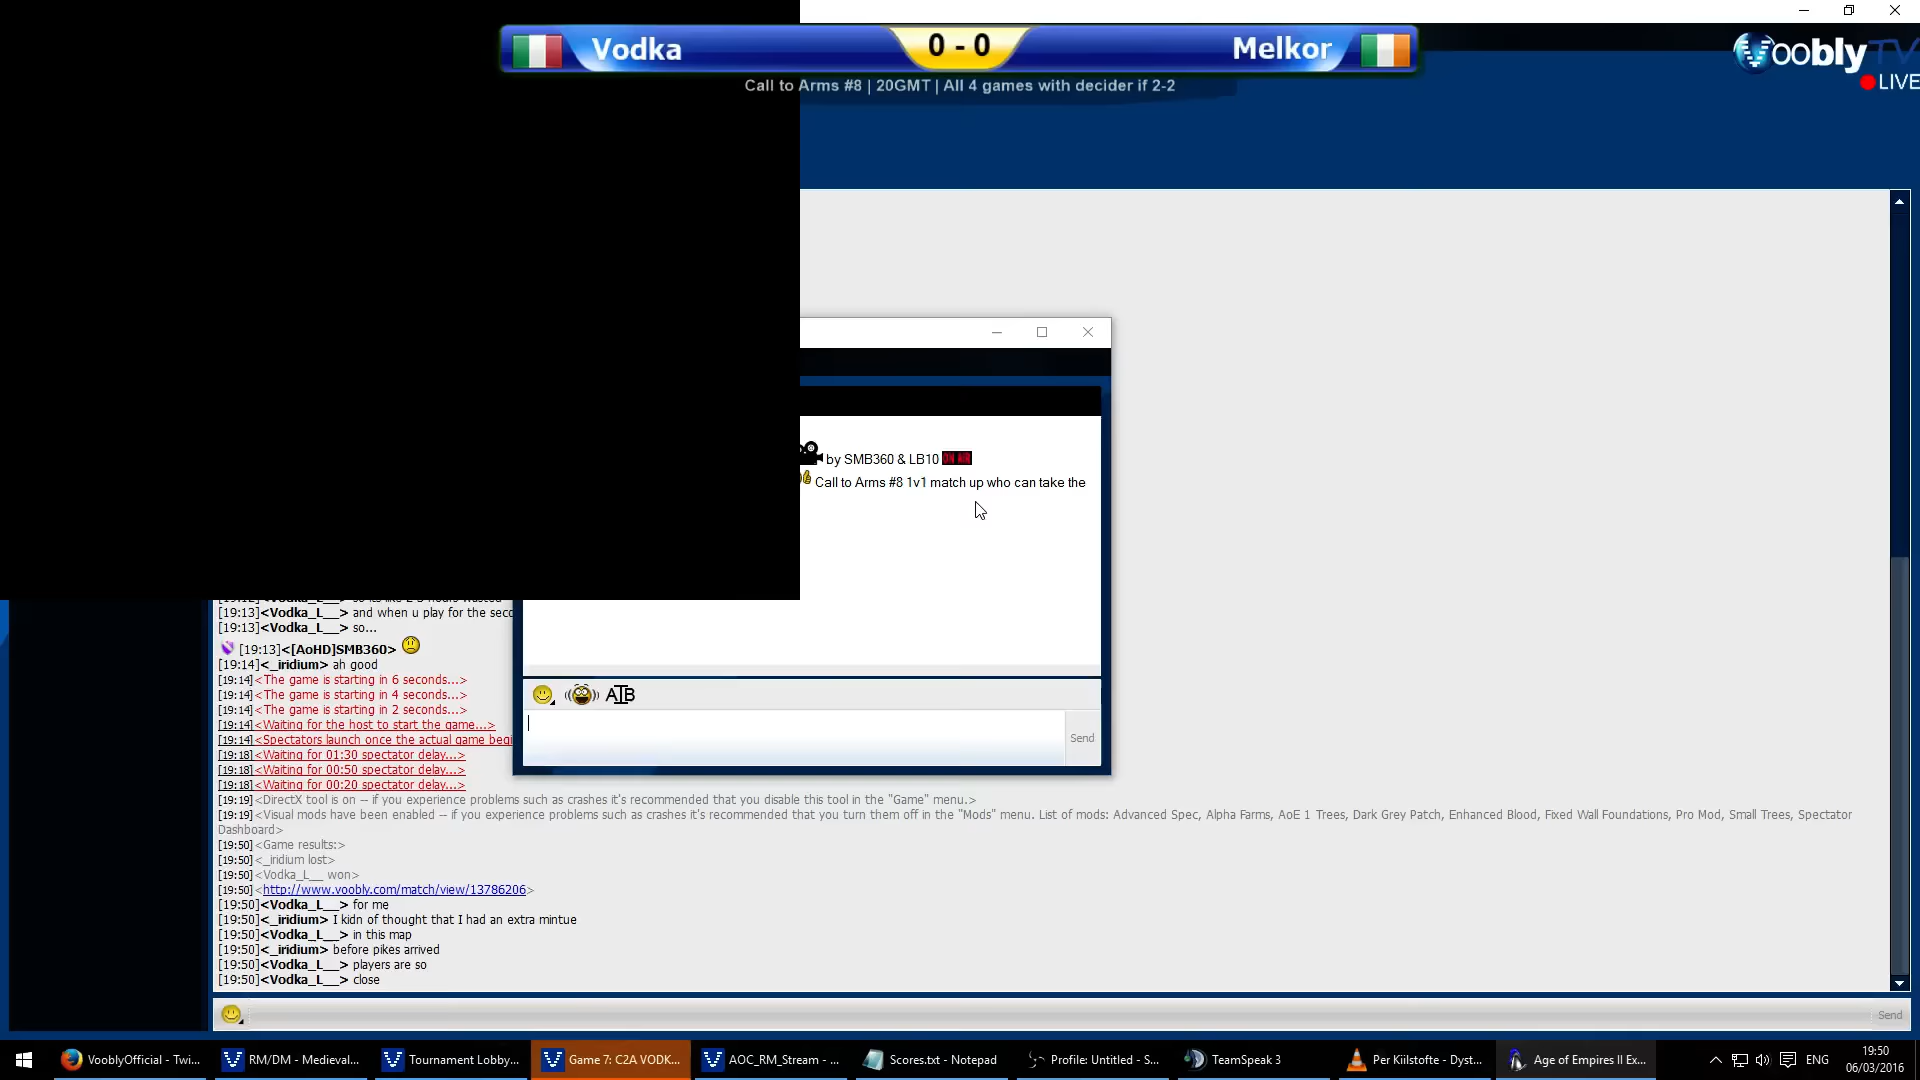 Vodka
0 - 0
Melkor
VooblyTV
LIVE
Call to Arms #8 | 20GMT | All 4 games with decider if 2-2
by SMB360 & LB10 ON AIR
Call to Arms #8 1v1 match up who can take the
[19:13]<Vodka_L__> and when u play for the seco
[19:13]<Vodka_L__> so...
[19:13]<[AoHD]SMB360>
[19:14]<_iridium> ah good
[19:14]<The game is starting in 6 seconds...>
[19:14]<The game is starting in 4 seconds...>
[19:14]<The game is starting in 2 seconds...>
[19:14]<Waiting for the host to start the game...>
[19:14]<Spectators launch once the actual game begi
[19:18]<Waiting for 01:30 spectator delay...>
[19:18]<Waiting for 00:50 spectator delay...>
[19:18]<Waiting for 00:20 spectator delay...>
ATB
Send
[19:19]<DirectX tool is on -- if you experience problems such as crashes it's recommended that you disable this tool in the "Game" menu.>
[19:19]<Visual mods have been enabled -- if you experience problems such as crashes it's recommended that you turn them off in the "Mods" menu. List of mods: Advanced Spec, Alpha Farms, AoE 1 Trees, Dark Grey Patch, Enhanced Blood, Fixed Wall Foundations, Pro Mod, Small Trees, Spectator
Dashboard>
[19:50]<Game results:>
[19:50]<_iridium lost>
[19:50]<Vodka_L__ won>
[19:50]<http://www.voobly.com/match/view/13786206>
[19:50]<Vodka_L__> for me
[19:50]<_iridium> I kidn of thought that I had an extra mintue
[19:50]<Vodka_L__> in this map
[19:50]<_iridium> before pikes arrived
[19:50]<Vodka_L__> players are so
[19:50]<Vodka_L__> close
Send
VooblyOfficial - Twi...
RM/DM - Medieval...
Tournament Lobby...
Game 7: C2A VODK...
AOC_RM_Stream - ...
Scores.txt - Notepad
Profile: Untitled - S...
TeamSpeak 3
Per Kiilstofte - Dyst...
Age of Empires II Ex...
ENG
19:50
06/03/2016